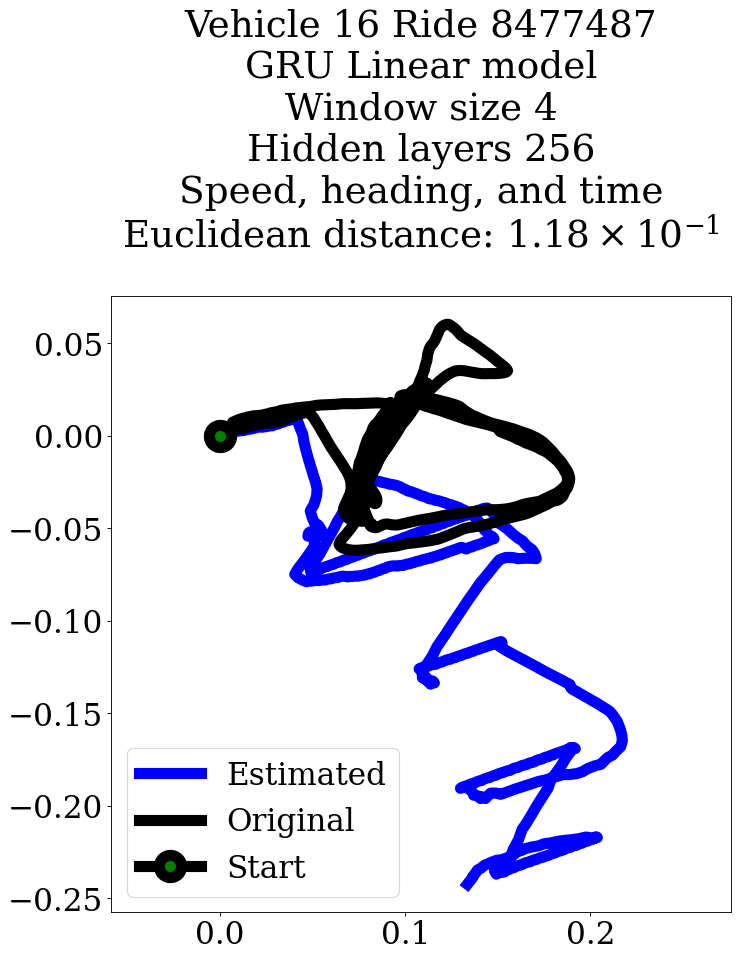 Vehicle 16 Ride 8477487
GRU Linear model
Window size 4
Hidden layers 256
Speed, heading, and time
Euclidean distance: 1.18 × 10⁻¹
0.05
0.00
−0.05
−0.10
−0.15
−0.20
−0.25
Estimated
Original
Start
0.0 0.1 0.2